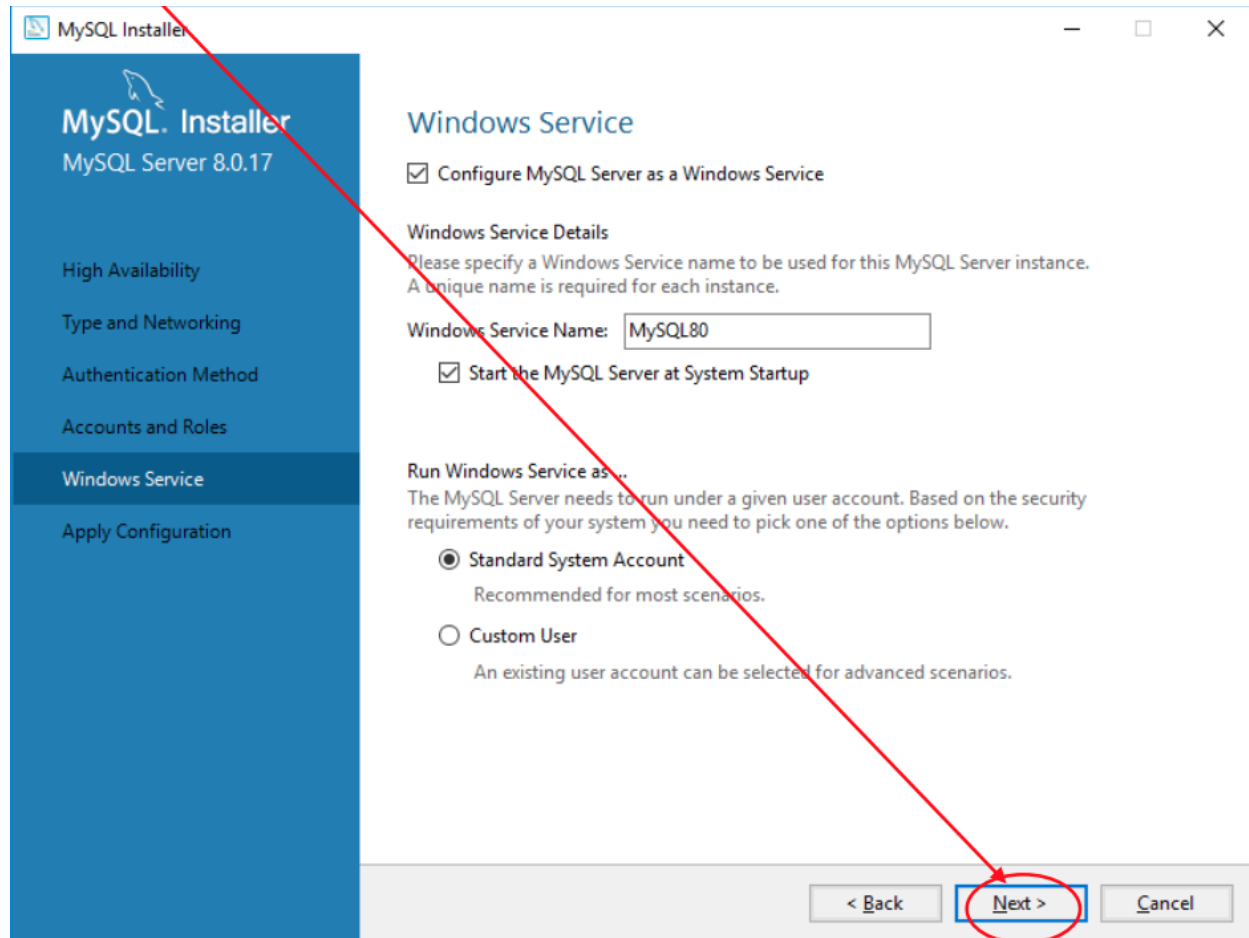 MySQL Installer
MySQL. Installer
MySQL Server 8.0.17
High Availability
Type and Networking
Authentication Method
Accounts and Roles
Windows Service
Apply Configuration
Windows Service
Configure MySQL Server as a Windows Service
Windows Service Details
Please specify a Windows Service name to be used for this MySQL Server instance.
A unique name is required for each instance.
Windows Service Name: MySQL80
Start the MySQL Server at System Startup
Run Windows Service as ...
The MySQL Server needs to run under a given user account. Based on the security
requirements of your system you need to pick one of the options below.
Standard System Account
Recommended for most scenarios.
Custom User
An existing user account can be selected for advanced scenarios.
< Back Next > Cancel